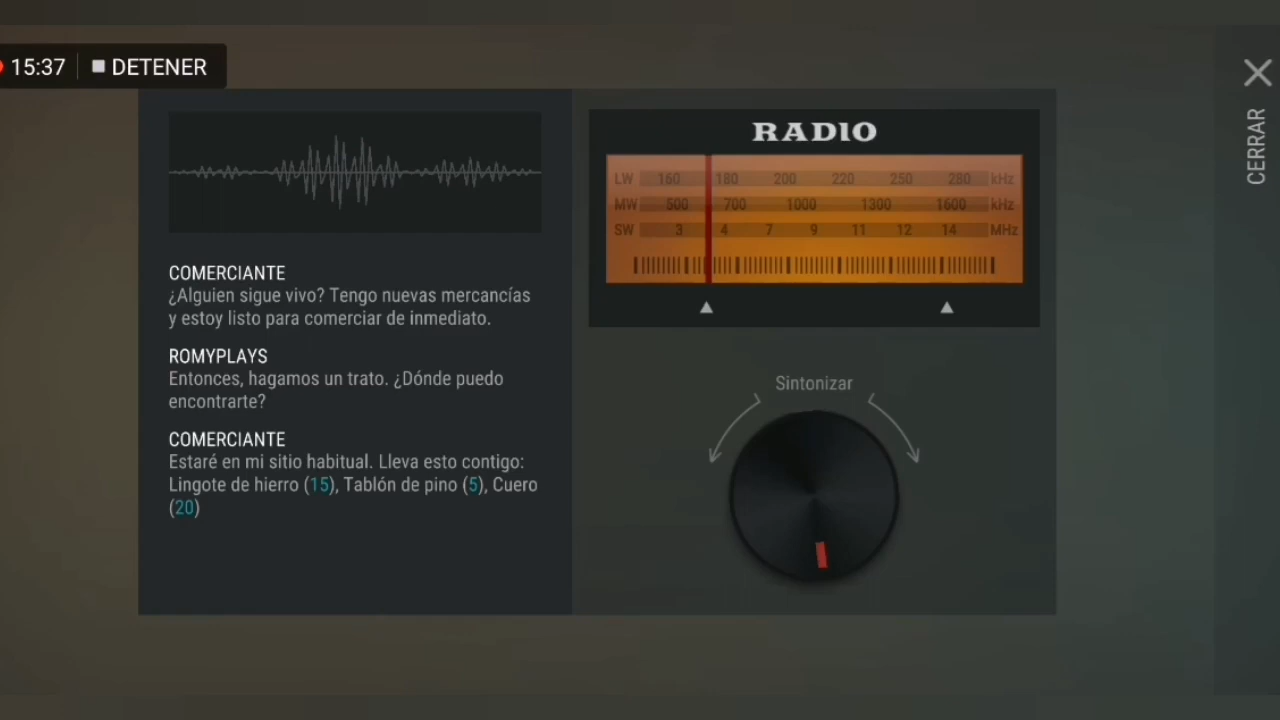 15:37 DETENER
CERRAR
COMERCIANTE
¿Alguien sigue vivo? Tengo nuevas mercancías
y estoy listo para comerciar de inmediato.
ROMYPLAYS
Entonces, hagamos un trato. ¿Dónde puedo
encontrarte?
COMERCIANTE
Estaré en mi sitio habitual. Lleva esto contigo:
Lingote de hierro (15), Tablón de pino (5), Cuero
(20)
RADIO
LW 160 180 200 220 250 280 kHz
MW 500 700 1000 1300 1600 kHz
SW 3 4 7 9 11 12 14 MHz
Sintonizar